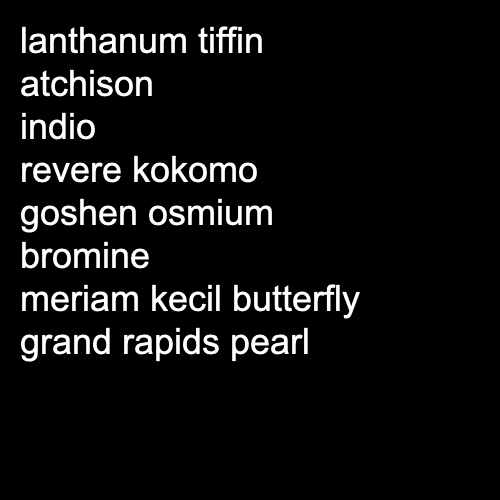 lanthanum tiffin
atchison
indio
revere kokomo
goshen osmium
bromine
meriam kecil butterfly
grand rapids pearl